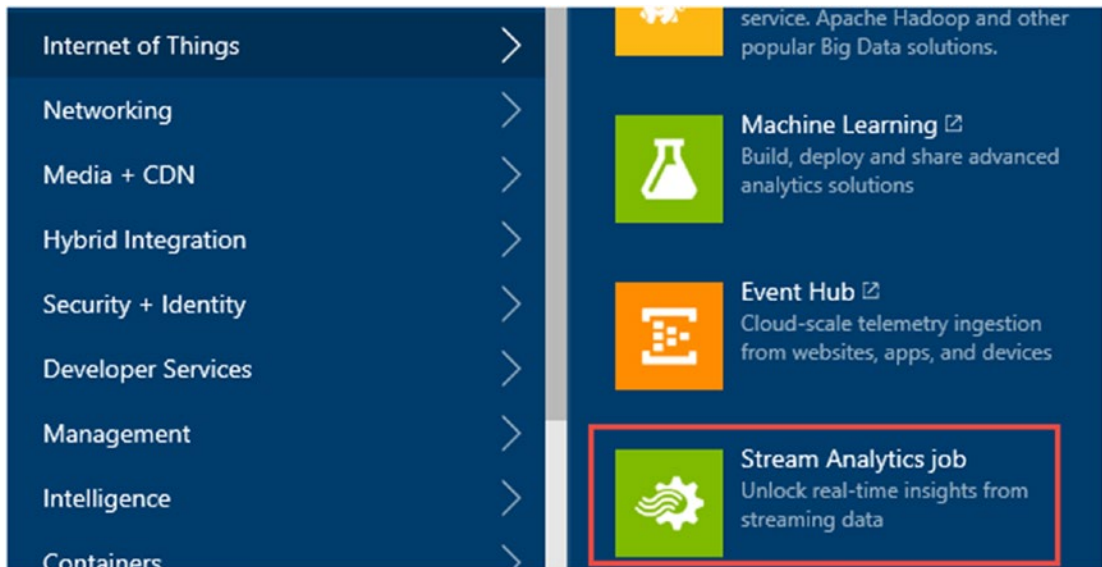 Internet of Things
Networking
Media + CDN
Hybrid Integration
Security + Identity
Developer Services
Management
Intelligence
Containers
service. Apache Hadoop and other
popular Big Data solutions.
Machine Learning
Build, deploy and share advanced
analytics solutions
Event Hub
Cloud-scale telemetry ingestion
from websites, apps, and devices
Stream Analytics job
Unlock real-time insights from
streaming data